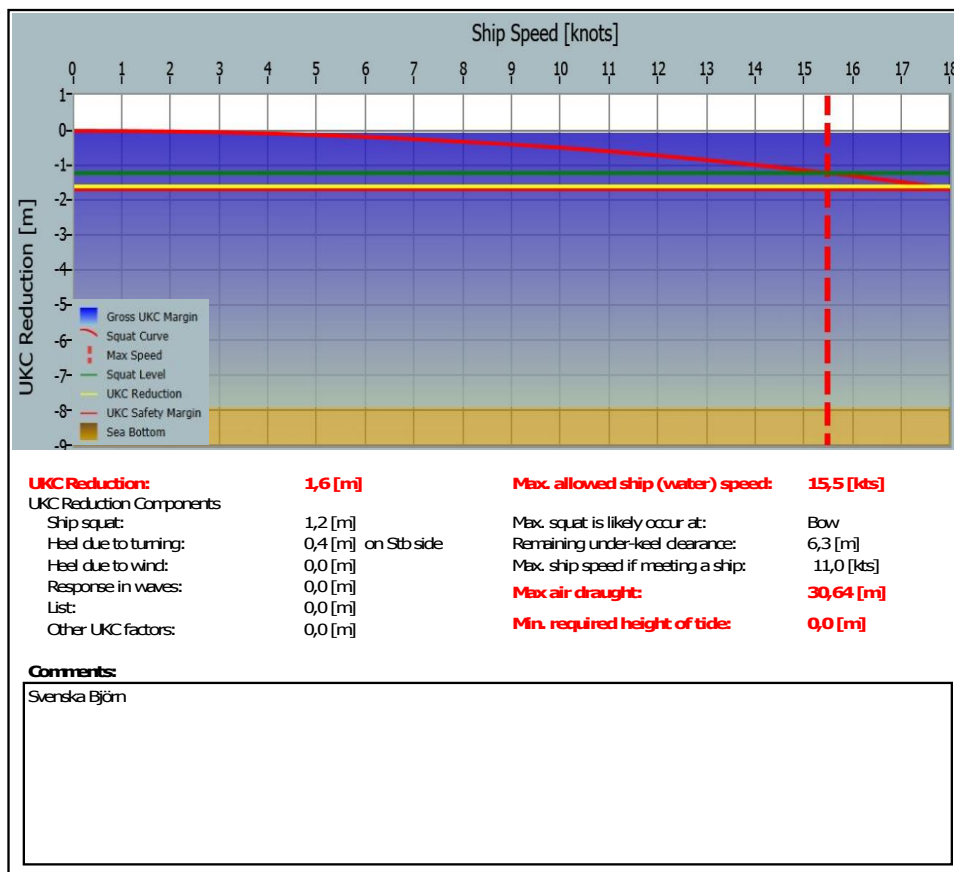 Ship Speed [knots]
0 1 2 3 4 5 6 7 8 9 10 11 12 13 14 15 16 17 18
UKC Reduction [m]
1
0
-1
-2
-3
-4
-5
-6
-7
-8
-9
Gross UKC Margin
Squat Curve
Max Speed
Squat Level
UKC Reduction
UKC Safety Margin
Sea Bottom
UKC Reduction: 1,6 [m]
UKC Reduction Components
Ship squat: 1,2 [m]
Heel due to turning: 0,4 [m] on Stb side
Heel due to wind: 0,0 [m]
Response in waves: 0,0 [m]
List: 0,0 [m]
Other UKC factors: 0,0 [m]
Max. allowed ship (water) speed: 15,5 [kts]
Max. squat is likely occur at: Bow
Remaining under-keel clearance: 6,3 [m]
Max. ship speed if meeting a ship: 11,0 [kts]
Max air draught: 30,64 [m]
Min. required height of tide: 0,0 [m]
Comments:
Svenska Björn